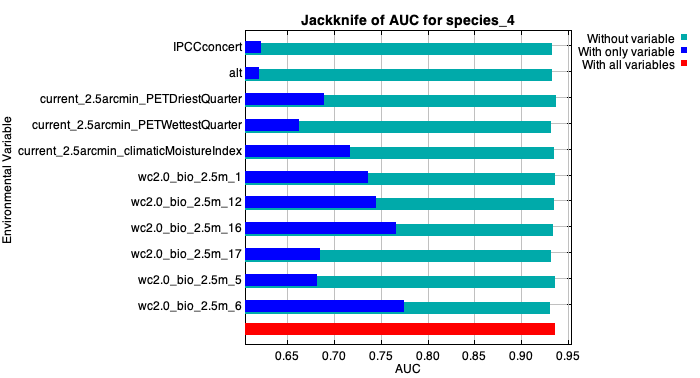 Jackknife of AUC for species_4
Without variable
With only variable
With all variables
Environmental Variable
IPCCconcert
alt
current_2.5arcmin_PETDriestQuarter
current_2.5arcmin_PETWettestQuarter
current_2.5arcmin_climaticMoistureIndex
wc2.0_bio_2.5m_1
wc2.0_bio_2.5m_12
wc2.0_bio_2.5m_16
wc2.0_bio_2.5m_17
wc2.0_bio_2.5m_5
wc2.0_bio_2.5m_6
0.65 0.70 0.75 0.80 0.85 0.90 0.95
AUC